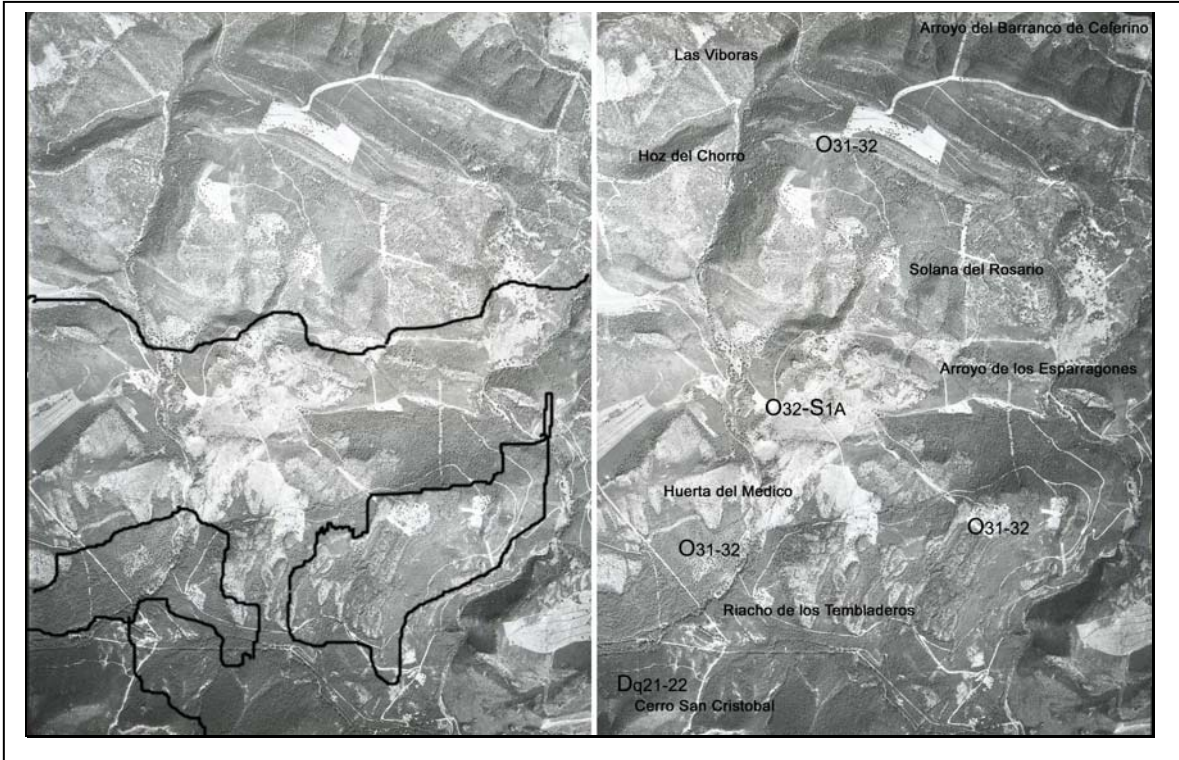 Arroyo del Barranco de Ceferino
Las Viboras
O31-32
Hoz del Chorro
Solana del Rosario
Arroyo de los Esparragones
O32-S1A
Huerta del Medico
O31-32
O31-32
Riacho de los Tembladeros
Dq21-22
Cerro San Cristobal